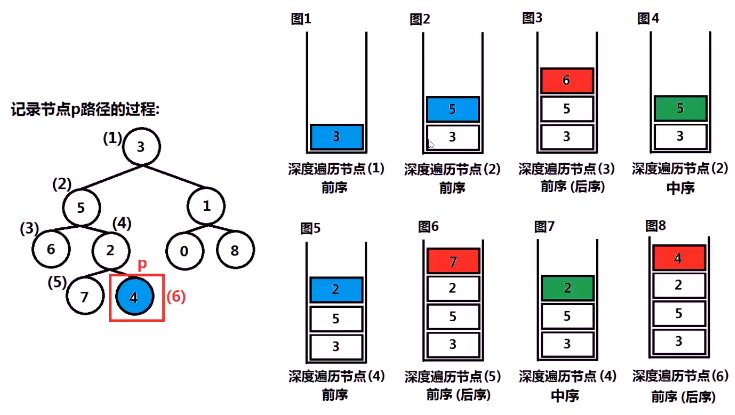 记录节点p路径的过程:
(1)
3
(2)
5
1
(3)
(4)
6
2
0
8
p
(5)
7
4
(6)
图1
3
深度遍历节点(1)
前序
图2
5
3
深度遍历节点(2)
前序
图3
6
5
3
深度遍历节点(3)
前序(后序)
图4
5
3
深度遍历节点(2)
中序
图5
2
5
3
深度遍历节点(4)
前序
图6
7
2
5
3
深度遍历节点(5)
前序(后序)
图7
2
5
3
深度遍历节点(4)
中序
图8
4
2
5
3
深度遍历节点(6)
前序(后序)